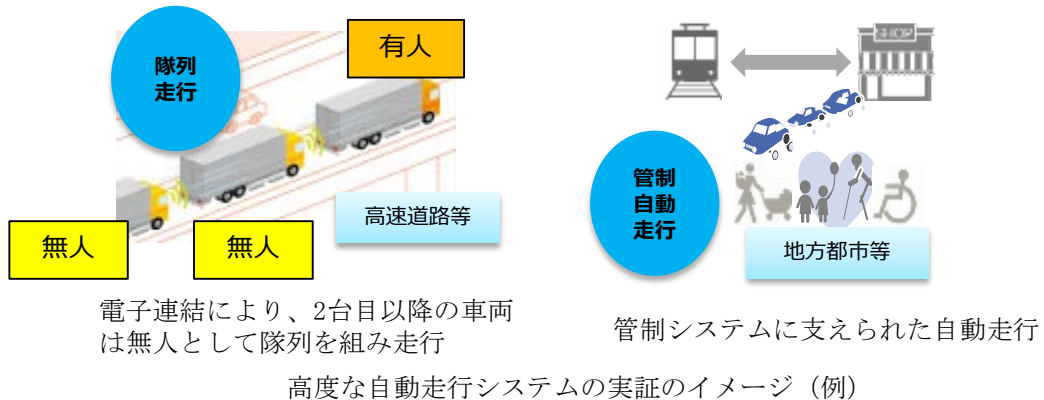 隊列
走行
有人
無人
無人
高速道路等
電子連結により、2台目以降の車両
は無人として隊列を組み走行
SHOP
管制
自動
走行
地方都市等
管制システムに支えられた自動走行
高度な自動走行システムの実証のイメージ（例）